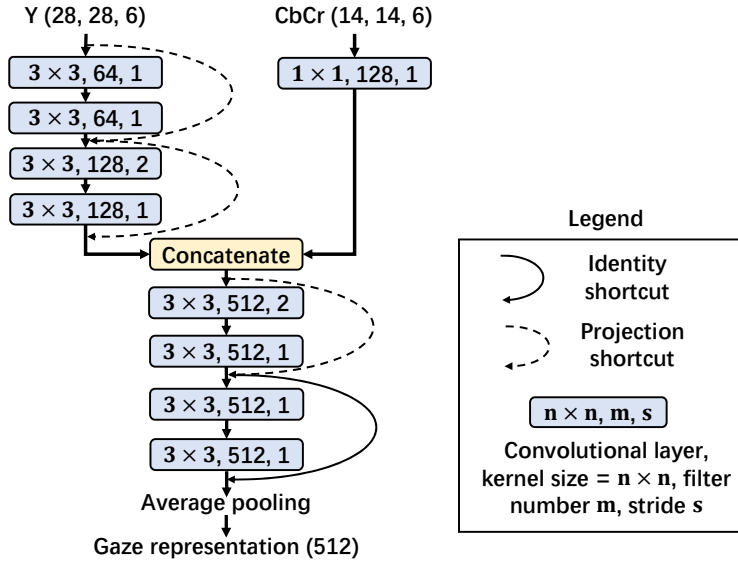 Y (28, 28, 6)
CbCr (14, 14, 6)
3 × 3, 64, 1
1 × 1, 128, 1
3 × 3, 64, 1
3 × 3, 128, 2
3 × 3, 128, 1
Concatenate
3 × 3, 512, 2
3 × 3, 512, 1
3 × 3, 512, 1
3 × 3, 512, 1
Average pooling
Gaze representation (512)
Legend
Identity
shortcut
Projection
shortcut
n × n, m, s
Convolutional layer,
kernel size = n × n, filter
number m, stride s